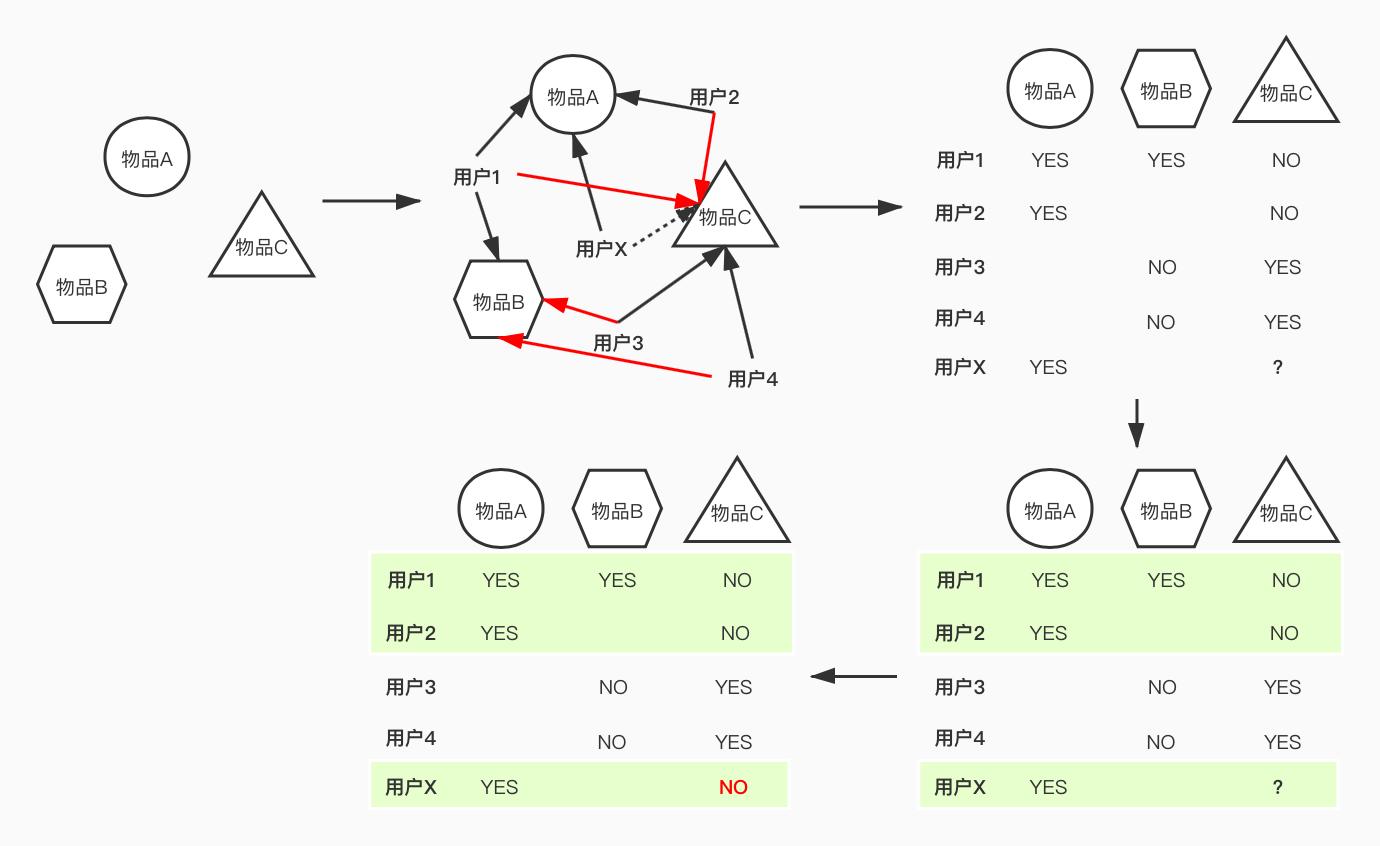 物品A
物品B
物品C
物品A
用户2
用户1
物品C
用户X
物品B
用户3
用户4
物品A 物品B 物品C
用户1 YES YES NO
用户2 YES NO
用户3 NO YES
用户4 NO YES
用户X YES ?
物品A 物品B 物品C
用户1 YES YES NO
用户2 YES NO
用户3 NO YES
用户4 NO YES
用户X YES ?
物品A 物品B 物品C
用户1 YES YES NO
用户2 YES NO
用户3 NO YES
用户4 NO YES
用户X YES NO